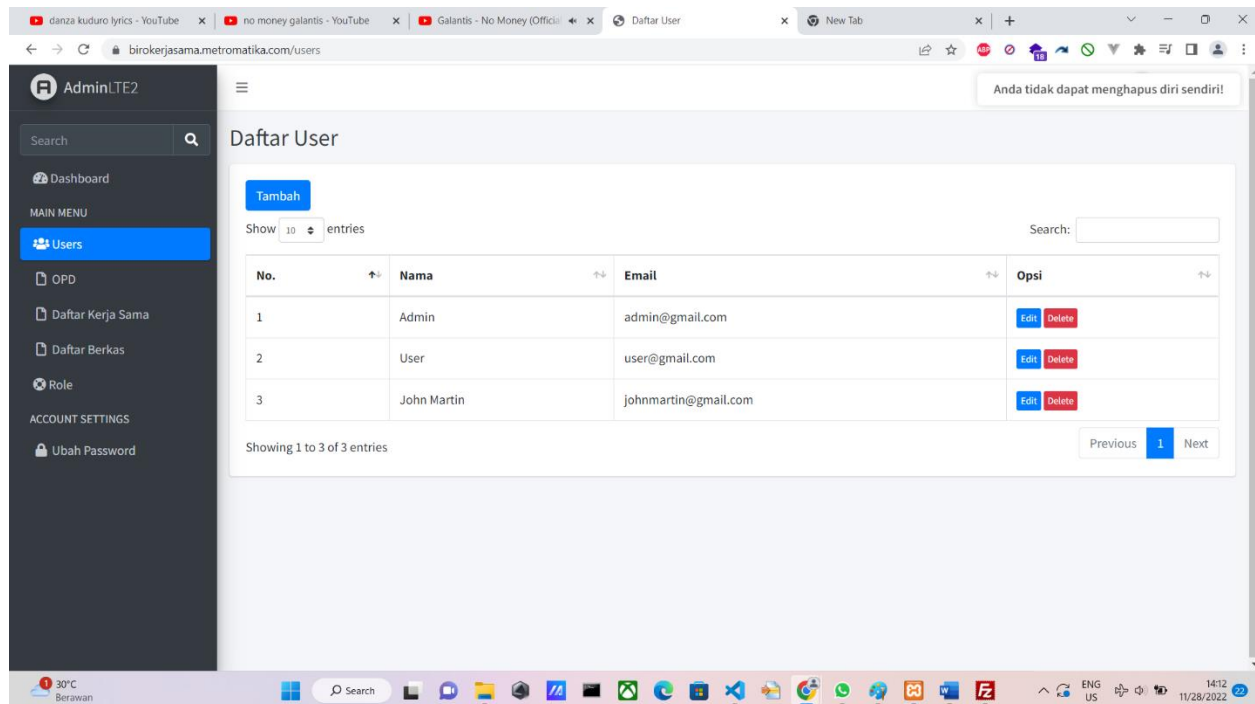 danza kuduro lyrics - YouTube
no money galantis - YouTube
Galantis - No Money (Official
Daftar User
New Tab
birokerjasama.metromatika.com/users
ABP
18
AdminLTE2
Anda tidak dapat menghapus diri sendiri!
Search
Daftar User
Dashboard
Tambah
MAIN MENU
Show 10 entries
Search:
Users
No. Nama Email Opsi
OPD
1 Admin admin@gmail.com Edit Delete
Daftar Kerja Sama
Daftar Berkas
2 User user@gmail.com Edit Delete
Role
3 John Martin johnmartin@gmail.com Edit Delete
ACCOUNT SETTINGS
Ubah Password
Showing 1 to 3 of 3 entries
Previous 1 Next
1
30°C
Berawan
Search
ENG
US
14:12
11/28/2022
22